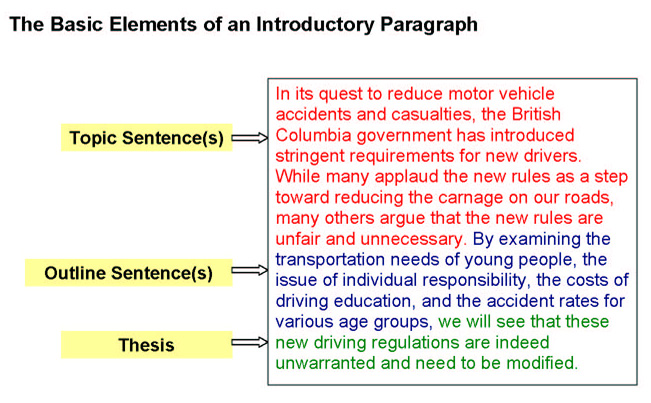 The Basic Elements of an Introductory Paragraph
Topic Sentence(s)
In its quest to reduce motor vehicle
accidents and casualties, the British
Columbia government has introduced
stringent requirements for new drivers.
While many applaud the new rules as a step
toward reducing the carnage on our roads,
many others argue that the new rules are
unfair and unnecessary. By examining the
Outline Sentence(s)
transportation needs of young people, the
issue of individual responsibility, the costs of
driving education, and the accident rates for
various age groups, we will see that these
Thesis
new driving regulations are indeed
unwarranted and need to be modified.